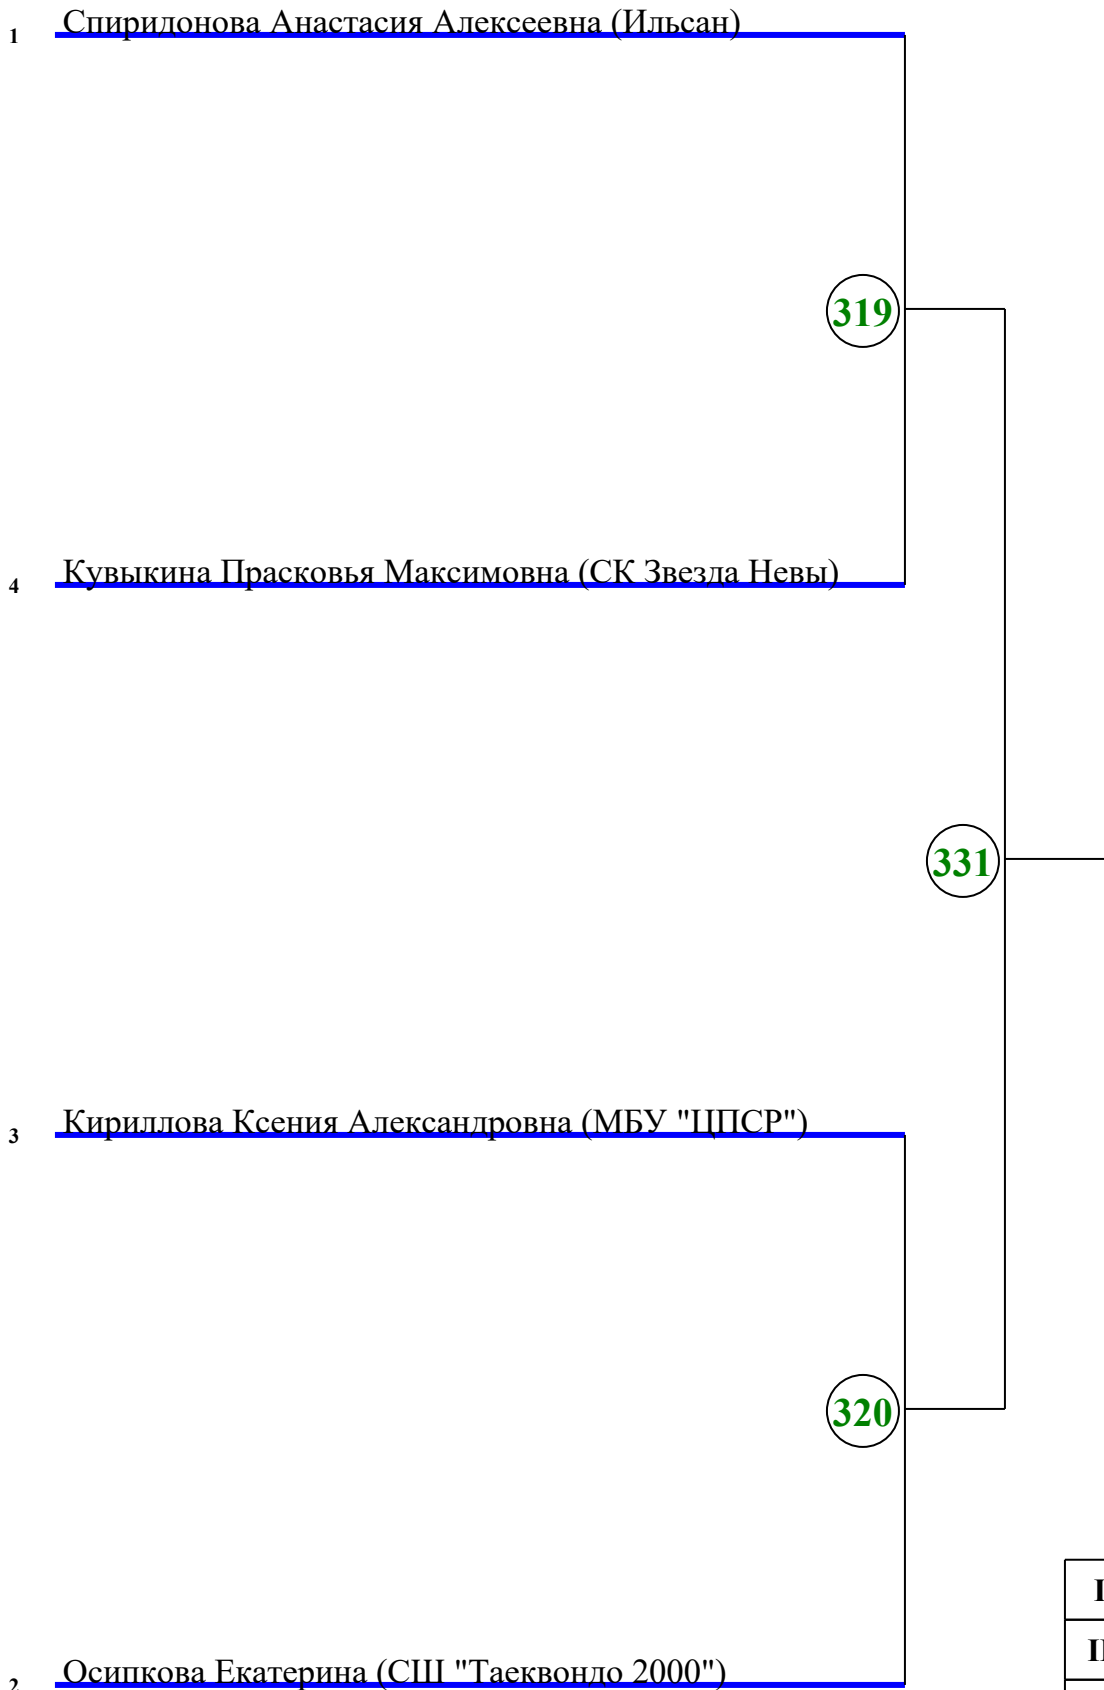 1 Спиридонова Анастасия Алексеевна (Ильсан)
319
4 Кувыкина Прасковья Максимовна (СК Звезда Невы)
331
3 Кириллова Ксения Александровна (МБУ "ЦПСР")
320
I
II
2 Осипкова Екатерина (СШ "Таеквондо 2000")